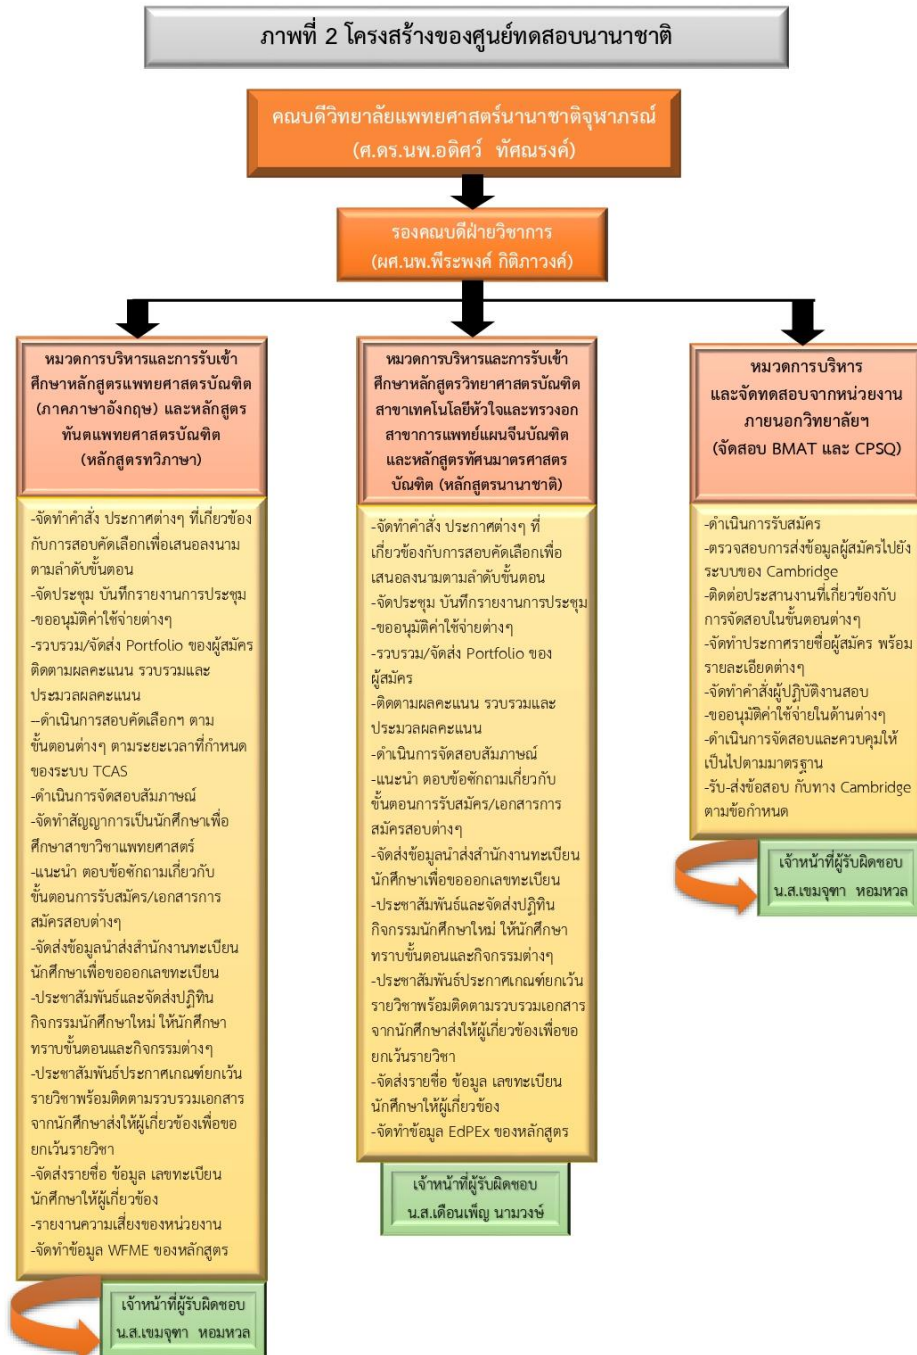 ภาพที่ 2 โครงสร้างของศูนย์ทดสอบนานาชาติ
คณบดีวิทยาลัยแพทยศาสตร์นานาชาติจุฬาภรณ์
(ศ.ดร.นพ.อดิศว์  ทัศณรงค์)
รองคณบดีฝ่ายวิชาการ
(ผศ.นพ.พีระพงค์ กิติภาวงค์)
หมวดการบริหารและการรับเข้า
ศึกษาหลักสูตรแพทยศาสตรบัณฑิต
(ภาคภาษาอังกฤษ) และหลักสูตร
ทันตแพทยศาสตรบัณฑิต
(หลักสูตรทวิภาษา)
-จัดทำคำสั่ง ประกาศต่างๆ ที่เกี่ยวข้อง
กับการสอบคัดเลือกเพื่อเสนอลงนาม
ตามลำดับขั้นตอน
-จัดประชุม บันทึกรายงานการประชุม
-ขออนุมัติค่าใช้จ่ายต่างๆ
-รวบรวม/จัดส่ง Portfolio ของผู้สมัคร
ติดตามผลคะแนน รวบรวมและ
ประมวลผลคะแนน
–ดำเนินการสอบคัดเลือกฯ ตาม
ขั้นตอนต่างๆ ตามระยะเวลาที่กำหนด
ของระบบ TCAS
-ดำเนินการจัดสอบสัมภาษณ์
-จัดทำสัญญาการเป็นนักศึกษาเพื่อ
ศึกษาสาขาวิชาแพทยศาสตร์
-แนะนำ ตอบข้อซักถามเกี่ยวกับ
ขั้นตอนการรับสมัคร/เอกสารการ
สมัครสอบต่างๆ
-จัดส่งข้อมูลนำส่งสำนักงานทะเบียน
นักศึกษาเพื่อขอออกเลขทะเบียน
-ประชาสัมพันธ์และจัดส่งปฏิทิน
กิจกรรมนักศึกษาใหม่ ให้นักศึกษา
ทราบขั้นตอนและกิจกรรมต่างๆ
-ประชาสัมพันธ์ประกาศเกณฑ์ยกเว้น
รายวิชาพร้อมติดตามรวบรวมเอกสาร
จากนักศึกษาส่งให้ผู้เกี่ยวข้องเพื่อขอ
ยกเว้นรายวิชา
-จัดส่งรายชื่อ ข้อมูล เลขทะเบียน
นักศึกษาให้ผู้เกี่ยวข้อง
-รายงานความเสี่ยงของหน่วยงาน
-จัดทำข้อมูล WFME ของหลักสูตร
เจ้าหน้าที่ผู้รับผิดชอบ
น.ส.เขมจุฑา  หอมหวล
หมวดการบริหารและการรับเข้า
ศึกษาหลักสูตรวิทยาศาสตรบัณฑิต
สาขาเทคโนโลยีหัวใจและทรวงอก
สาขาการแพทย์แผนจีนบัณฑิต
และหลักสูตรทัศนมาตรศาสตร
บัณฑิต (หลักสูตรนานาชาติ)
-จัดทำคำสั่ง ประกาศต่างๆ ที่
เกี่ยวข้องกับการสอบคัดเลือกเพื่อ
เสนอลงนามตามลำดับขั้นตอน
-จัดประชุม บันทึกรายงานการประชุม
-ขออนุมัติค่าใช้จ่ายต่างๆ
-รวบรวม/จัดส่ง Portfolio ของ
ผู้สมัคร
-ติดตามผลคะแนน รวบรวมและ
ประมวลผลคะแนน
-ดำเนินการจัดสอบสัมภาษณ์
-แนะนำ ตอบข้อซักถามเกี่ยวกับ
ขั้นตอนการรับสมัคร/เอกสารการ
สมัครสอบต่างๆ
-จัดส่งข้อมูลนำส่งสำนักงานทะเบียน
นักศึกษาเพื่อขอออกเลขทะเบียน
-ประชาสัมพันธ์และจัดส่งปฏิทิน
กิจกรรมนักศึกษาใหม่ ให้นักศึกษา
ทราบขั้นตอนและกิจกรรมต่างๆ
-ประชาสัมพันธ์ประกาศเกณฑ์ยกเว้น
รายวิชาพร้อมติดตามรวบรวมเอกสาร
จากนักศึกษาส่งให้ผู้เกี่ยวข้องเพื่อขอ
ยกเว้นรายวิชา
-จัดส่งรายชื่อ ข้อมูล เลขทะเบียน
นักศึกษาให้ผู้เกี่ยวข้อง
-จัดทำข้อมูล EdPEx ของหลักสูตร
เจ้าหน้าที่ผู้รับผิดชอบ
น.ส.เดือนเพ็ญ นามวงษ์
หมวดการบริหาร
และจัดทดสอบจากหน่วยงาน
ภายนอกวิทยาลัยฯ
(จัดสอบ BMAT และ CPSQ)
-ดำเนินการรับสมัคร
-ตรวจสอบการส่งข้อมูลผู้สมัครไปยัง
ระบบของ Cambridge
-ติดต่อประสานงานที่เกี่ยวข้องกับ
การจัดสอบในขั้นตอนต่างๆ
-จัดทำประกาศรายชื่อผู้สมัคร พร้อม
รายละเอียดต่างๆ
-จัดทำคำสั่งผู้ปฏิบัติงานสอบ
-ขออนุมัติค่าใช้จ่ายในด้านต่างๆ
-ดำเนินการจัดสอบและควบคุมให้
เป็นไปตามมาตรฐาน
-รับ-ส่งข้อสอบ กับทาง Cambridge
ตามข้อกำหนด
เจ้าหน้าที่ผู้รับผิดชอบ
น.ส.เขมจุฑา  หอมหวล